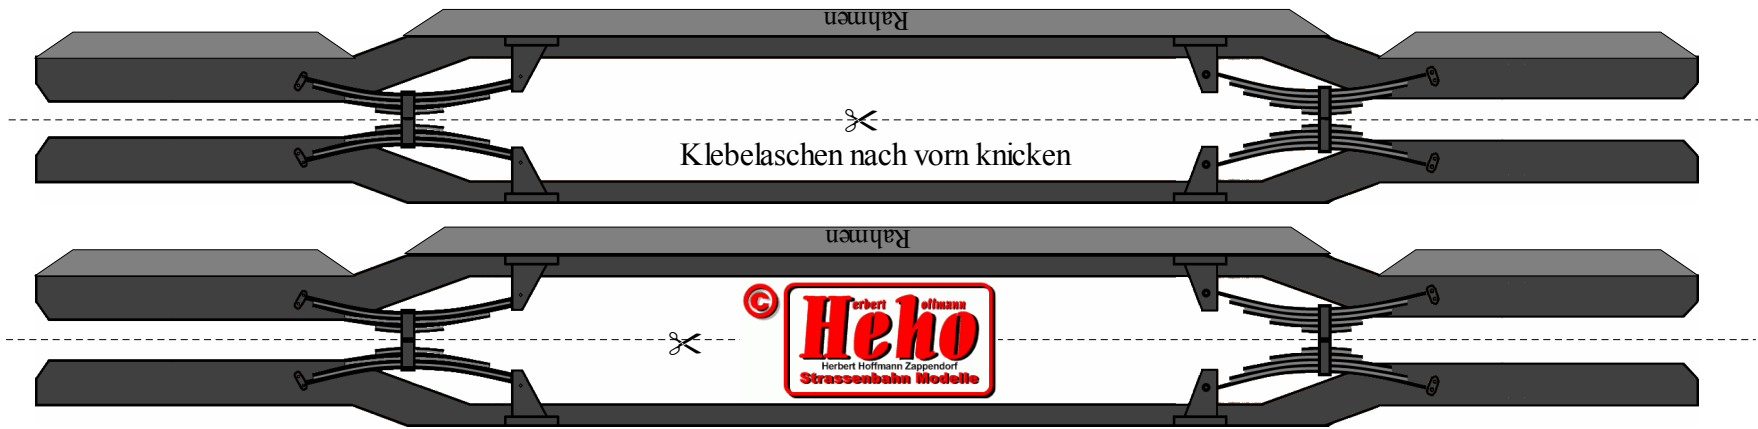 Rahmen
Klebelaschen nach vorn knicken
Rahmen
©
Herbert Hoffmann
Heho
Herbert Hoffmann Zappendorf
Strassenbahn Modelle